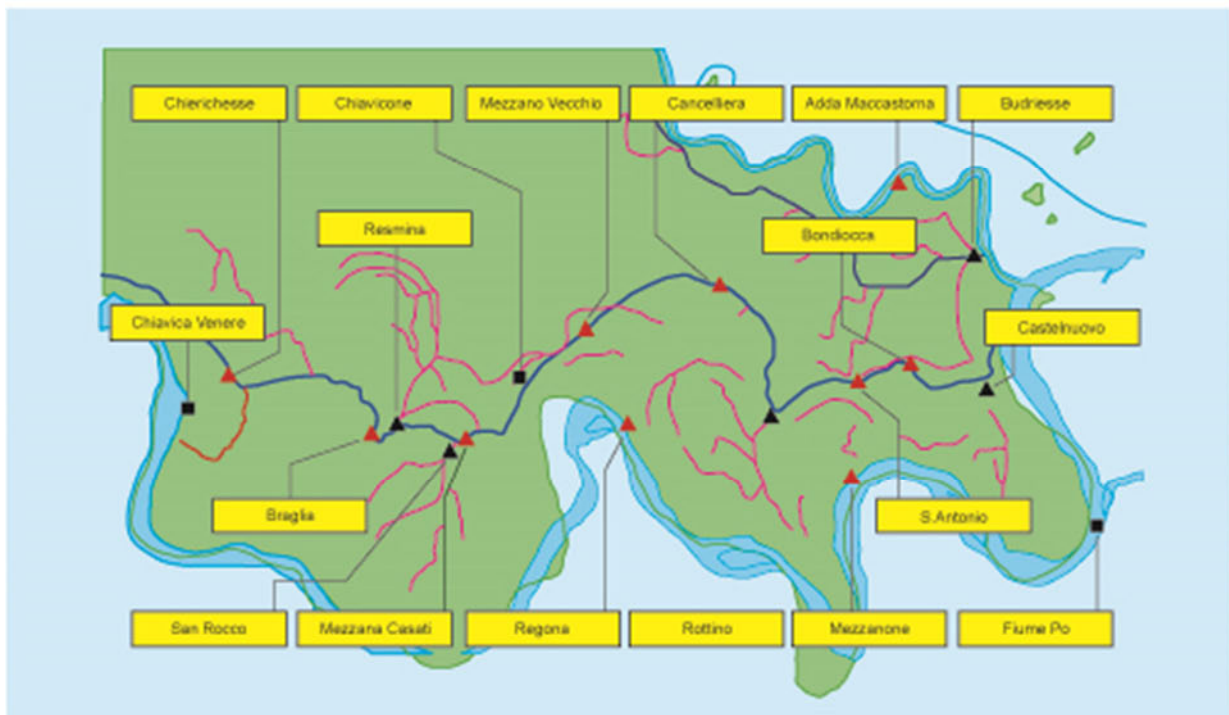 Chierichesse
Chiavicone
Mezzano Vecchio
Cancelliera
Adda Maccastorna
Budriesse
Resmina
Bondiocca
Chiavica Venere
Castelnuovo
Braglia
S.Antonio
San Rocco
Mezzana Casati
Regona
Rottino
Mezzanone
Fiume Po